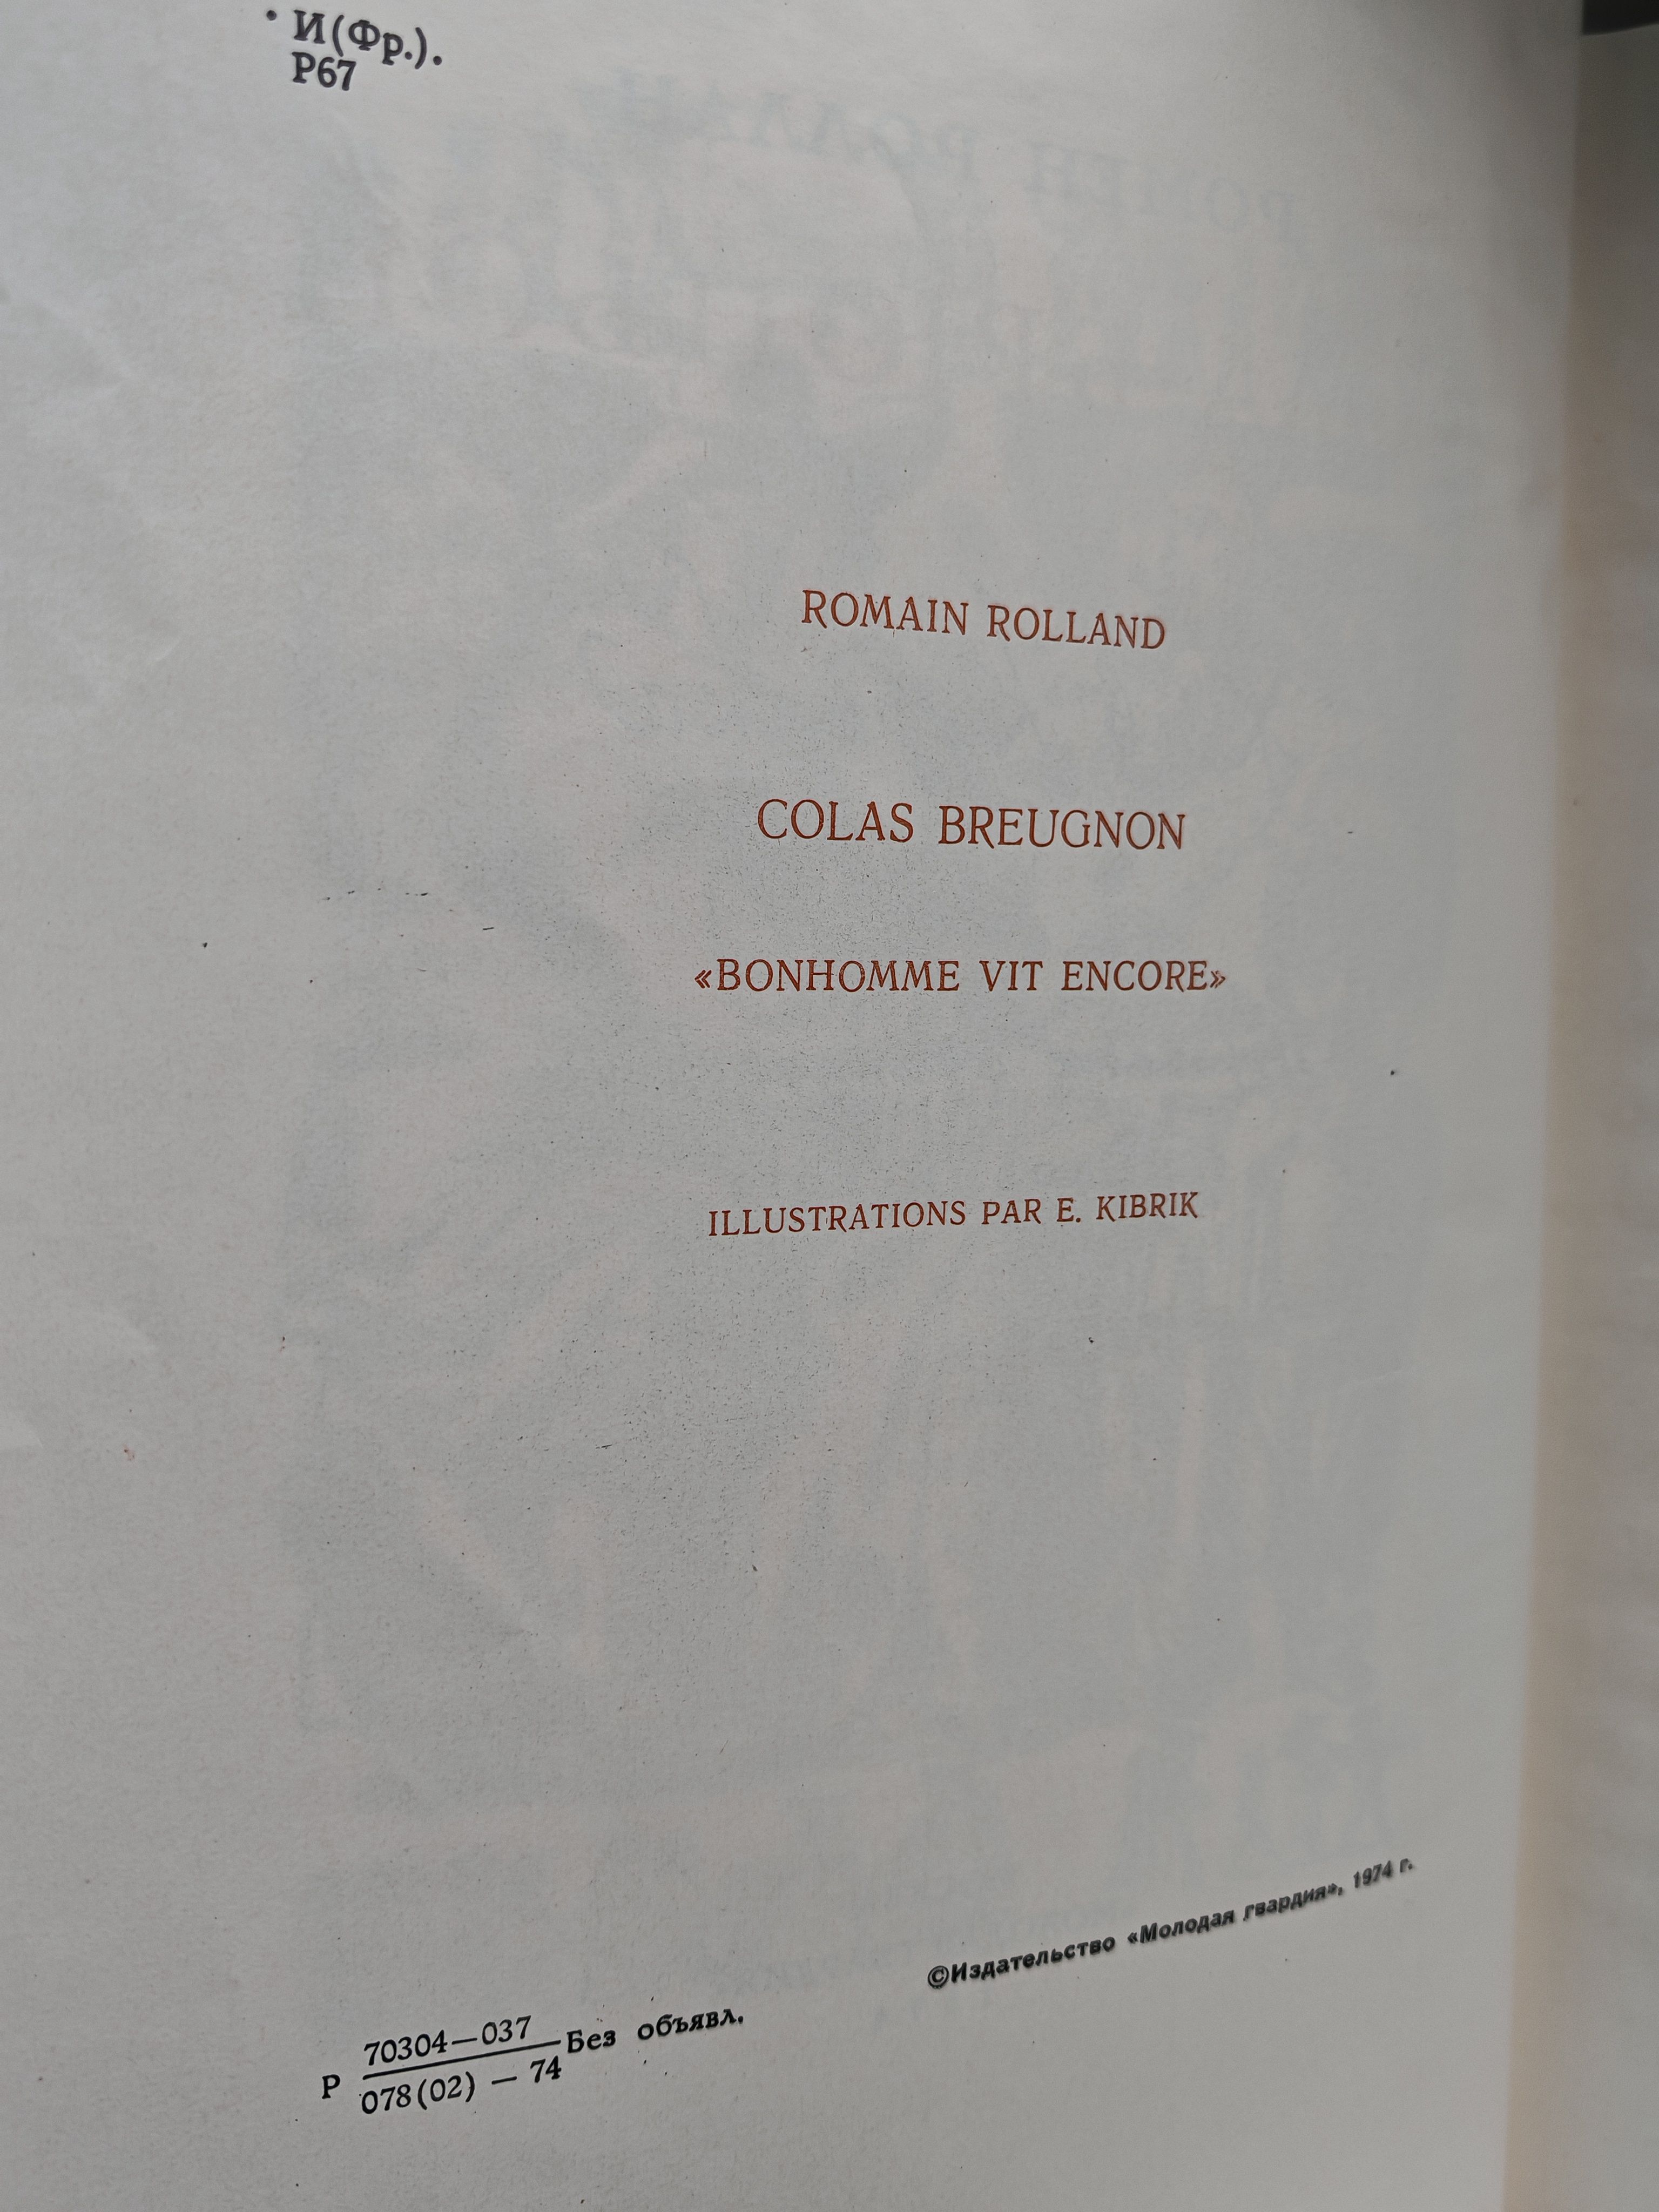 И(Фр.).
Р67
ROMAIN ROLLAND
COLAS BREUGNON
«BONHOMME VIT ENCORE»
ILLUSTRATIONS PAR E. KIBRIK
©Издательство «Молодая гвардия», 1974 г.
Р 70304—037 Без объявл.
078(02) — 74